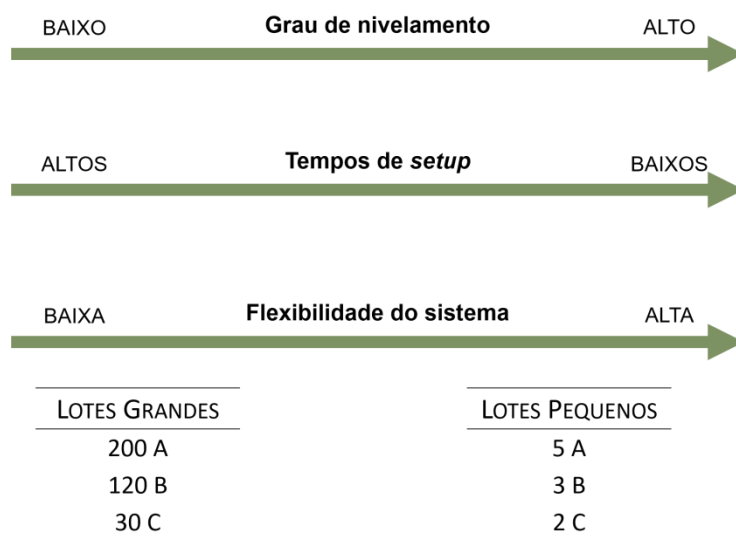 BAIXO Grau de nivelamento ALTO
ALTOS Tempos de setup BAIXOS
BAIXA Flexibilidade do sistema ALTA
LOTES GRANDES LOTES PEQUENOS
200 A 5 A
120 B 3 B
30 C 2 C